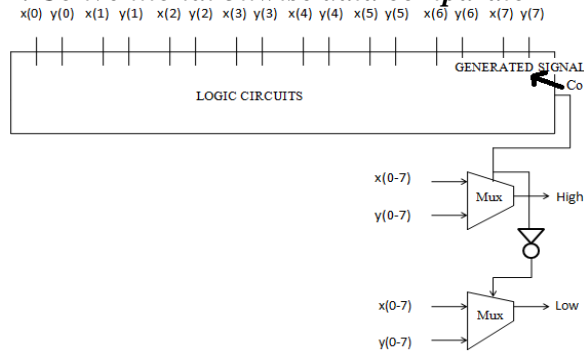 x(0) y(0) x(1) y(1) x(2) y(2) x(3) y(3) x(4) y(4) x(5) y(5) x(6) y(6) x(7) y(7)
GENERATED SIGNAL
Co
LOGIC CIRCUITS
x(0-7)
Mux
High
y(0-7)
x(0-7)
Low
Mux
y(0-7)